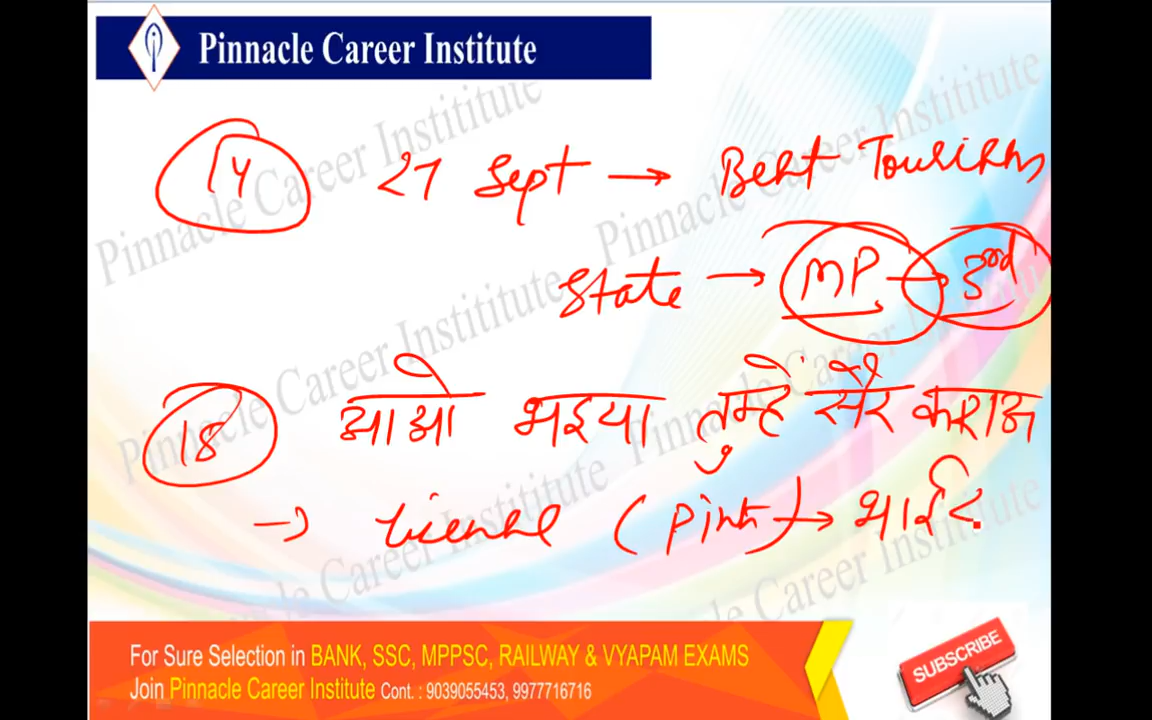 Pinnacle Career Institute
14 27 Sept → Best Tourism
State → MP → 3rd
18 आओ भइया तुम्हे सैर कराऊ
→ license (Pink) →
For Sure Selection in BANK, SSC, MPPSC, RAILWAY & VYAPAM EXAMS
Join Pinnacle Career Institute Cont. : 9039055453, 9977716716
SUBSCRIBE